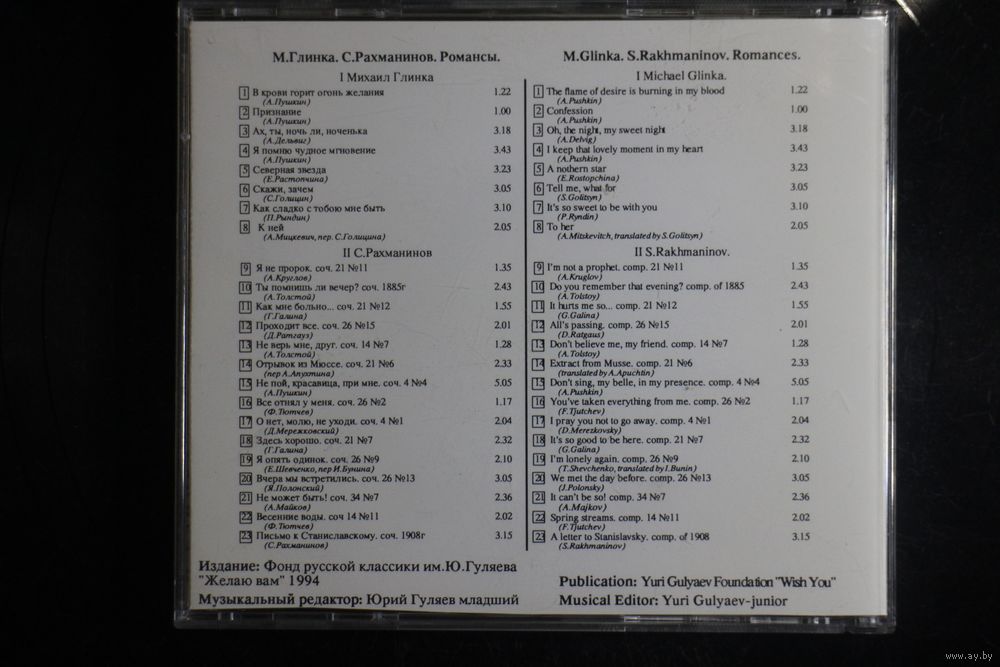 М.Глинка. С.Рахманинов. Романсы.
I Михаил Глинка
1 В крови горит огонь желания 1.22
(А.Пушкин)
2 Признание 1.00
(А.Пушкин)
3 Ах, ты, ночь ли, ноченька 3.18
(А.Дельвиг)
4 Я помню чудное мгновение 3.43
(А.Пушкин)
5 Северная звезда 3.23
(Е.Растопчина)
6 Скажи, зачем 3.05
(С.Голицин)
7 Как сладко с тобою мне быть 3.10
(П.Рындин)
8 К ней 2.05
(А.Мицкевич, пер. С.Голицина)
II С.Рахманинов
9 Я не пророк. соч. 21 №11 1.35
(А.Круглов)
10 Ты помнишь ли вечер? соч. 1885г 2.43
(А.Толстой)
11 Как мне больно... соч. 21 №12 1.55
(Г.Галина)
12 Проходит все. соч. 26 №15 2.01
(Д.Ратгауз)
13 Не верь мне, друг. соч. 14 №7 1.28
(А.Толстой)
14 Отрывок из Мюссе. соч. 21 №6 2.33
(пер А.Апухтина)
15 Не пой, красавица, при мне. соч. 4 №4 5.05
(А.Пушкин)
16 Все отнял у меня. соч. 26 №2 1.17
(Ф.Тютчев)
17 О нет, молю, не уходи. соч. 4 №1 2.04
(Д.Мережковский)
18 Здесь хорошо. соч. 21 №7 2.32
(Г.Галина)
19 Я опять одинок. соч. 26 №9 2.10
(Е.Шевченко, пер И.Бунина)
20 Вчера мы встретились. соч. 26 №13 3.05
(Я.Полонский)
21 Не может быть! соч. 34 №7 2.36
(А.Майков)
22 Весенние воды. соч 14 №11 2.02
(Ф.Тютчев)
23 Письмо к Станиславскому. соч. 1908г 3.15
(С.Рахманинов)
Издание: Фонд русской классики им.Ю.Гуляева
"Желаю вам" 1994
Музыкальный редактор: Юрий Гуляев младший
M.Glinka. S.Rakhmaninov. Romances.
I Michael Glinka.
1 The flame of desire is burning in my blood 1.22
(A.Pushkin)
2 Confession 1.00
(A.Pushkin)
3 Oh, the night, my sweet night 3.18
(A.Delvig)
4 I keep that lovely moment in my heart 3.43
(A.Pushkin)
5 A nothern star 3.23
(E.Rostopchina)
6 Tell me, what for 3.05
(S.Golitsyn)
7 It's so sweet to be with you 3.10
(P.Ryndin)
8 To her 2.05
(A.Mitskevitch, translated by S.Golitsyn)
II S.Rakhmaninov.
9 I'm not a prophet. comp. 21 №11 1.35
(A.Kruglov)
10 Do you remember that evening? comp. of 1885 2.43
(A.Tolstoy)
11 It hurts me so... comp. 21 №12 1.55
(G.Galina)
12 All's passing. comp. 26 №15 2.01
(D.Ratgaus)
13 Don't believe me, my friend. comp. 14 №7 1.28
(A.Tolstoy)
14 Extract from Musse. comp. 21 №6 2.33
(translated by A.Apuchtin)
15 Don't sing, my belle, in my presence. comp. 4 №4 5.05
(A.Pushkin)
16 You've taken everything from me. comp. 26 №2 1.17
(F.Tjutchev)
17 I pray you not to go away. comp. 4 №1 2.04
(D.Merezkovsky)
18 It's so good to be here. comp. 21 №7 2.32
(G.Galina)
19 I'm lonely again. comp. 26 №9 2.10
(T.Shevchenko, translated by I.Bunin)
20 We met the day before. comp. 26 №13 3.05
(J.Polonsky)
21 It can't be so! comp. 34 №7 2.36
(A.Majkov)
22 Spring streams. comp. 14 №11 2.02
(F.Tjutchev)
23 A letter to Stanislavsky. comp. of 1908 3.15
(S.Rakhmaninov)
Publication: Yuri Gulyaev Foundation "Wish You"
Musical Editor: Yuri Gulyaev-junior
www.ay.by